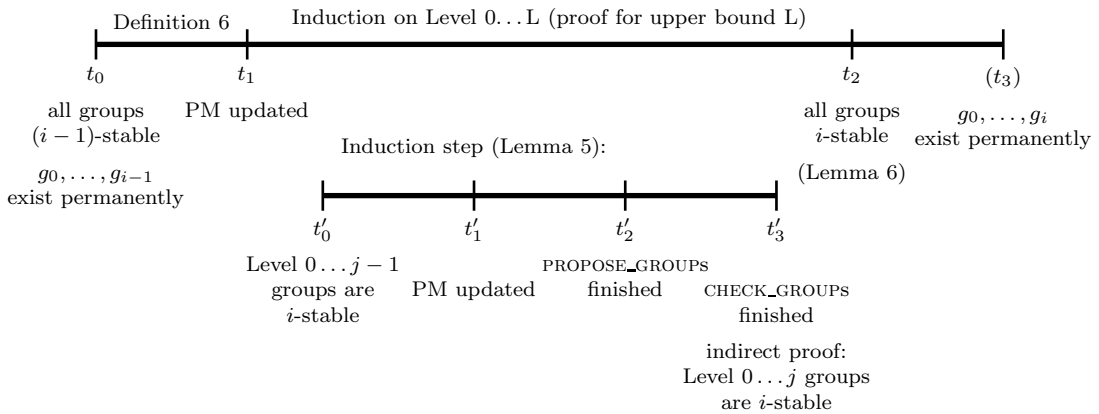 Definition 6
Induction on Level 0…L (proof for upper bound L)
t₀
t₁
t₂
(t₃)
all groups
(i − 1)-stable
g₀, …, gᵢ₋₁
exist permanently
PM updated
all groups
i-stable
(Lemma 6)
g₀, …, gᵢ
exist permanently
Induction step (Lemma 5):
t′₀
t′₁
t′₂
t′₃
Level 0…j − 1
groups are
i-stable
PM updated
PROPOSE_GROUPs
finished
CHECK_GROUPs
finished
indirect proof:
Level 0…j groups
are i-stable